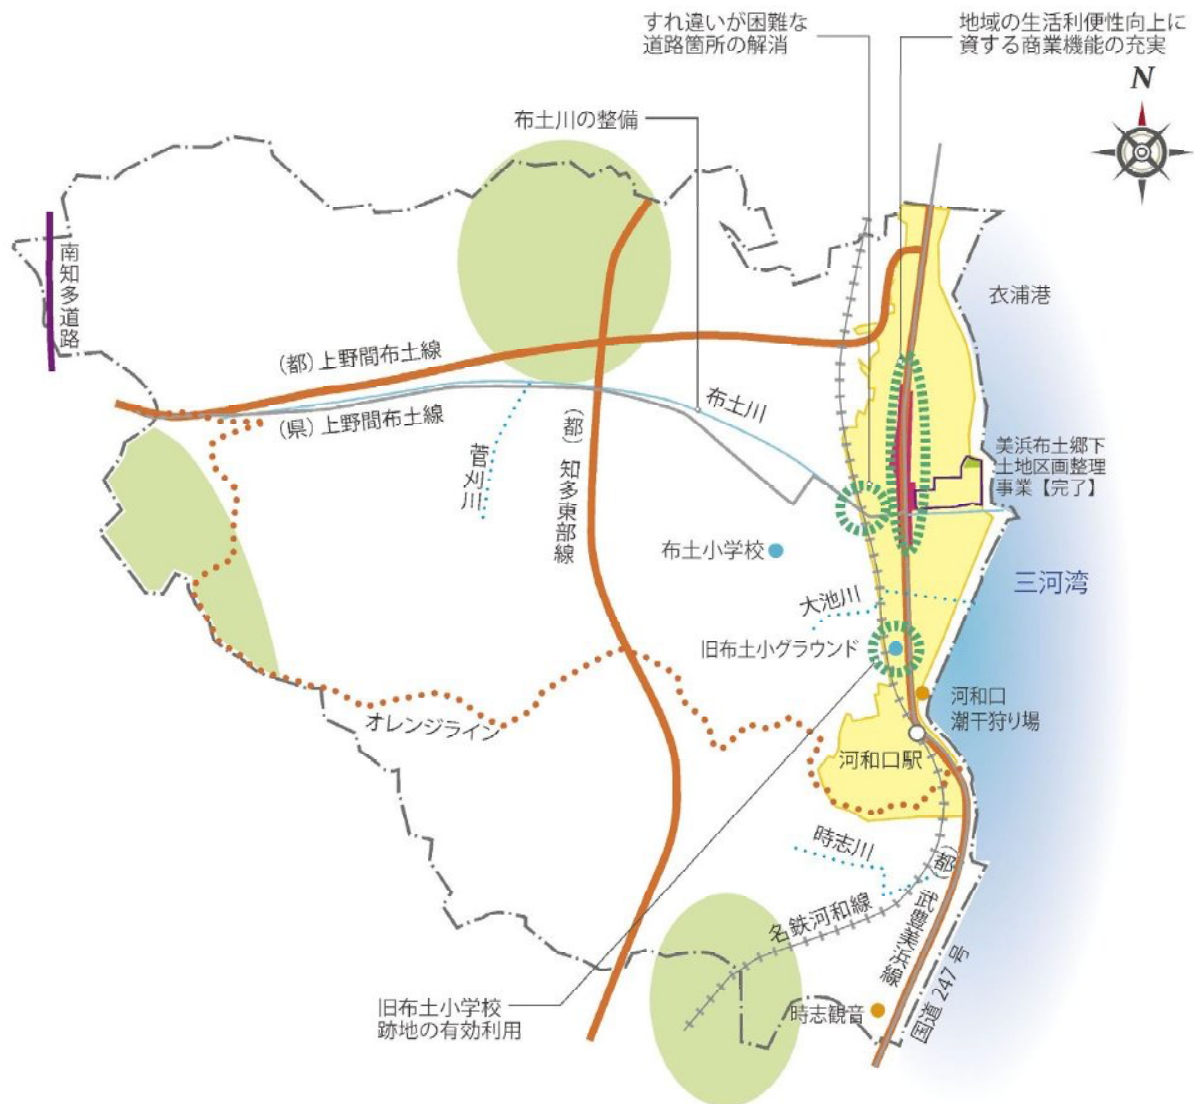 すれ違いが困難な
道路箇所の解消
地域の生活利便性向上に
資する商業機能の充実
N
布土川の整備
南知多道路
衣浦港
(都)上野間布土線
(県)上野間布土線
布土川
菅刈川
(都)知多東部線
美浜布土郷下
土地区画整理
事業【完了】
布土小学校
三河湾
大池川
旧布土小グラウンド
河和口
潮干狩り場
オレンジライン
河和口駅
時志川
名鉄河和線
(都)武豊美浜線
国道247号
旧布土小学校
跡地の有効利用
時志観音